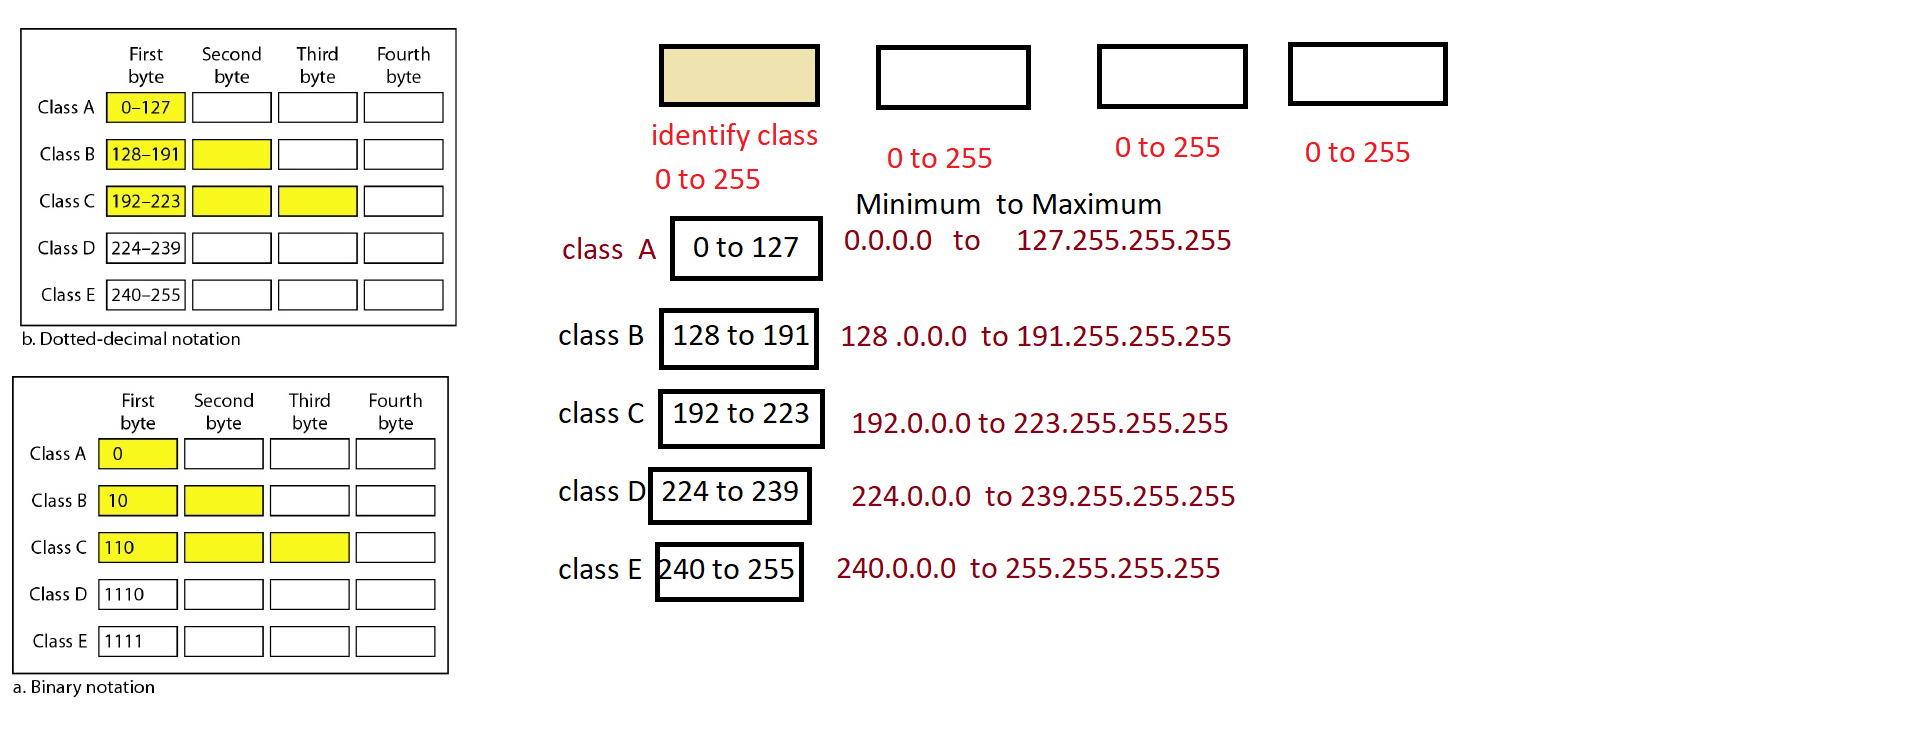 First Second Third Fourth
byte byte byte byte
Class A 0–127
Class B 128–191
Class C 192–223
Class D 224–239
Class E 240–255
b. Dotted-decimal notation
First Second Third Fourth
byte byte byte byte
Class A 0
Class B 10
Class C 110
Class D 1110
Class E 1111
a. Binary notation
identify class
0 to 255
0 to 255
0 to 255
0 to 255
Minimum to Maximum
class A 0 to 127 0.0.0.0 to 127.255.255.255
class B 128 to 191 128 .0.0.0 to 191.255.255.255
class C 192 to 223 192.0.0.0 to 223.255.255.255
class D 224 to 239 224.0.0.0 to 239.255.255.255
class E 240 to 255 240.0.0.0 to 255.255.255.255